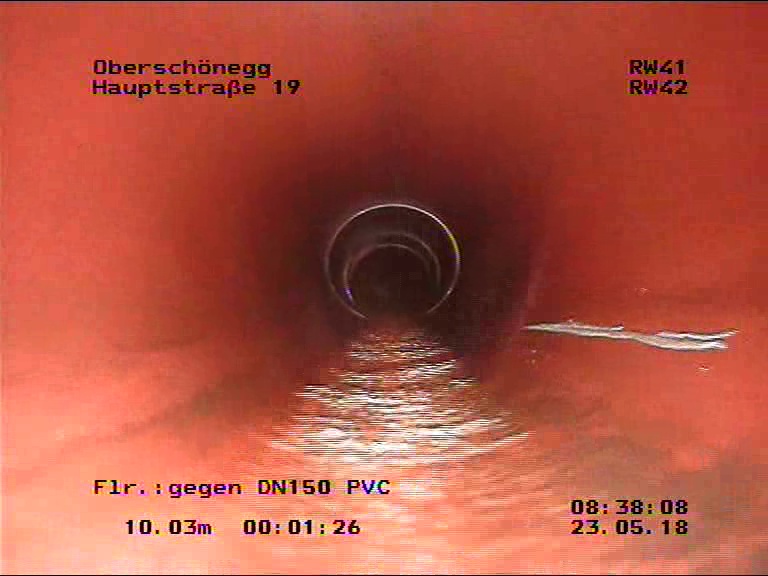 Oberschönegg
Hauptstraße 19
RW41
RW42
Flr.:gegen DN150 PVC
10.03m 00:01:26
08:38:08
23.05.18